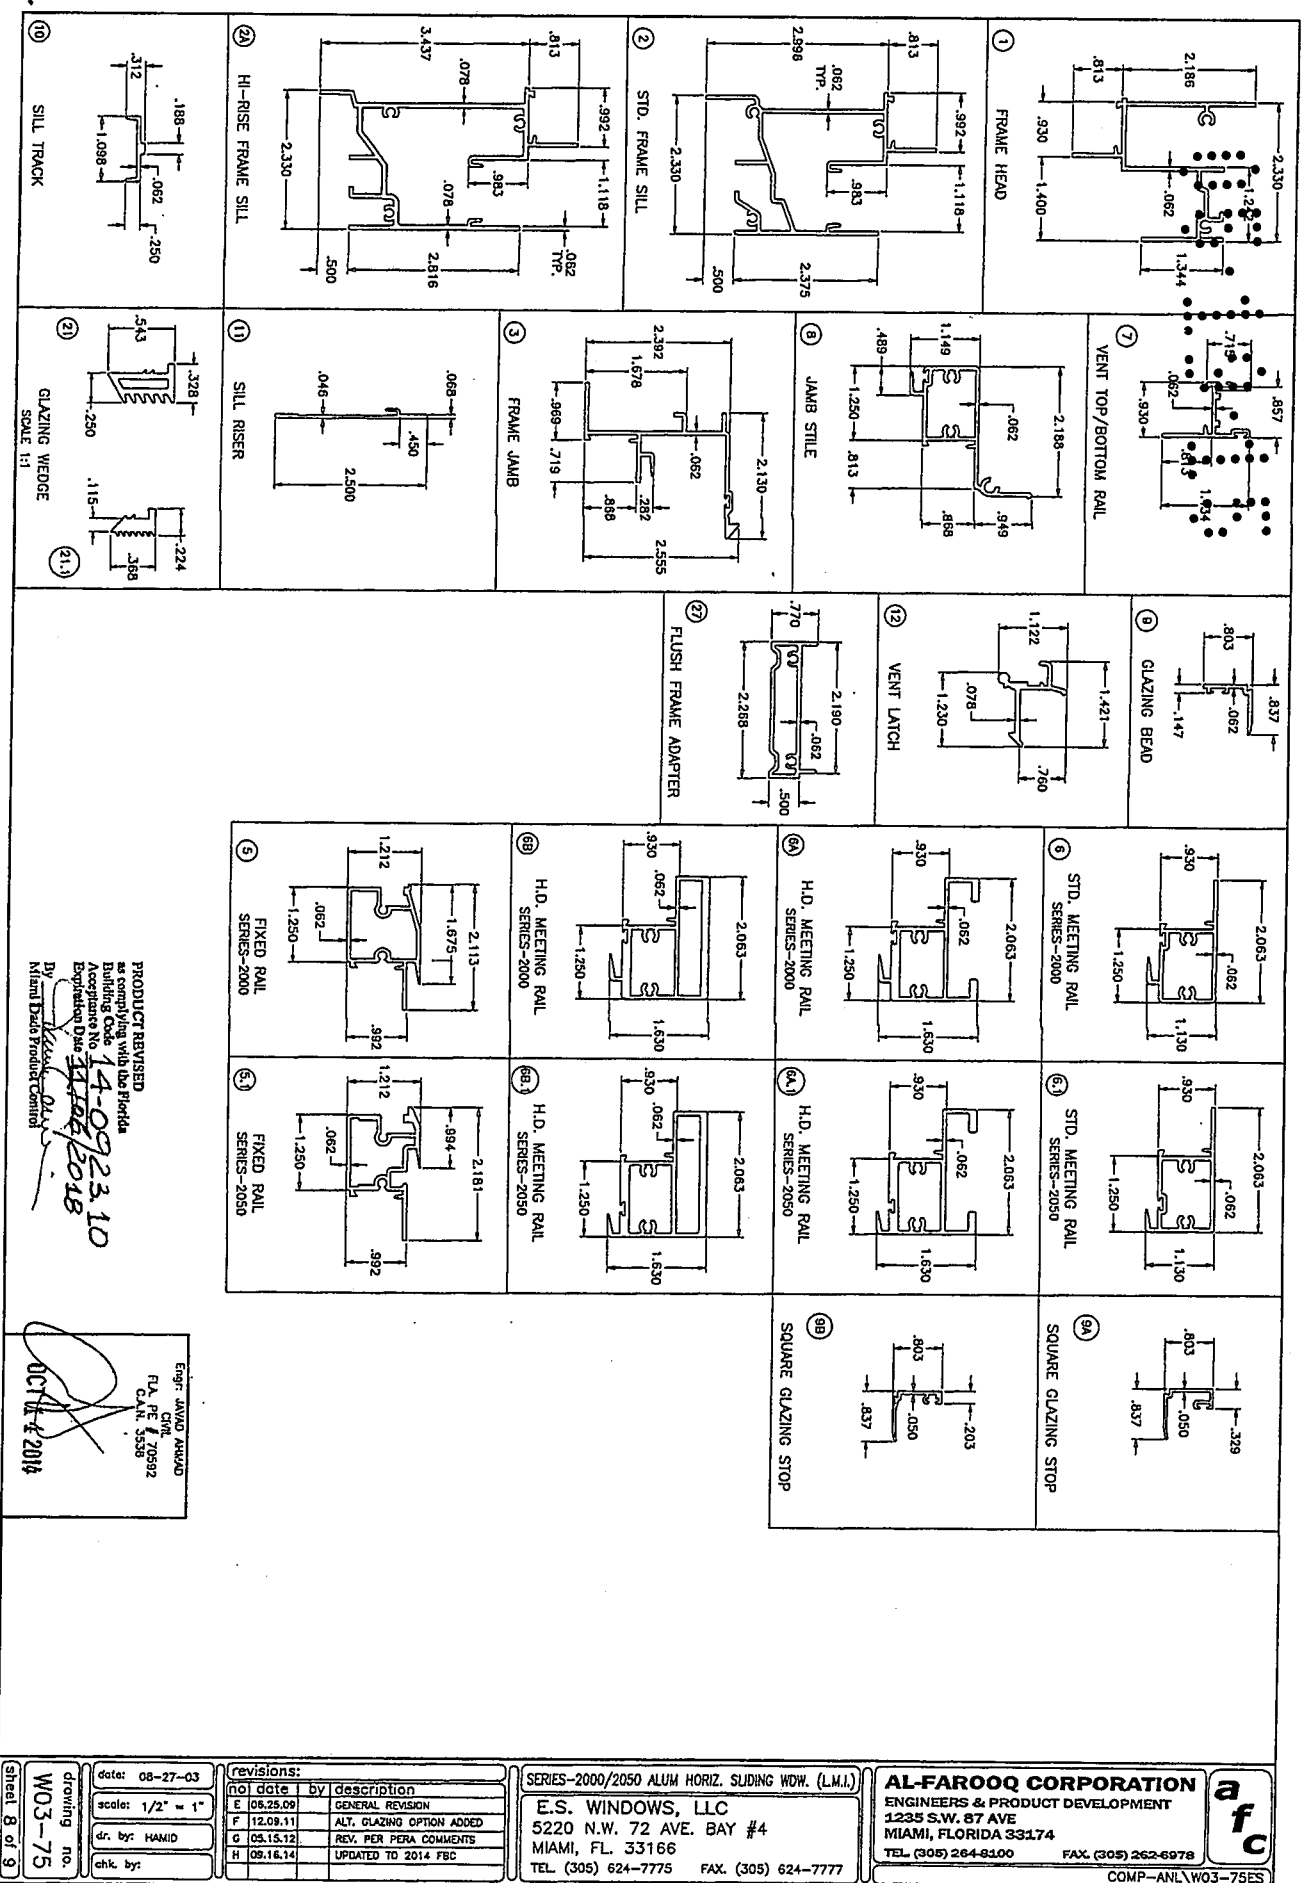 1
FRAME HEAD
2.186
.813
.930
2.330
1.400
.062
1.344
2
STD. FRAME SILL
2.998
.813
.062
TYP.
.992
2.330
.983
1.118
2.375
.500
2A
HI-RISE FRAME SILL
3.437
.813
.078
.992
2.330
.983
1.118
.078
.062
TYP.
2.816
.500
10
SILL TRACK
.312
.188
1.098
.062
.250
7
VENT TOP/BOTTOM RAIL
.857
.062
.930
.813
8
JAMB STILE
1.149
.489
1.250
.062
2.188
.813
.868
.949
3
FRAME JAMB
2.392
1.678
.969
.062
2.130
.719
.282
.868
2.555
11
SILL RISER
.068
.046
.450
2.500
21
.543
.328
.250
GLAZING WEDGE
SCALE 1:1
.115
.224
.368
21.1
9
GLAZING BEAD
.803
.837
.062
.147
12
VENT LATCH
1.122
1.421
.078
1.230
.760
27
FLUSH FRAME ADAPTER
.770
2.190
.062
2.268
.500
6
STD. MEETING RAIL
SERIES-2000
.930
2.063
.062
1.250
1.130
6A
H.D. MEETING RAIL
SERIES-2000
.930
2.063
.062
1.250
1.630
6B
H.D. MEETING RAIL
SERIES-2000
.930
.062
2.063
1.250
1.630
5
FIXED RAIL
SERIES-2000
1.212
2.113
1.675
.062
1.250
.992
6.1
STD. MEETING RAIL
SERIES-2050
.930
2.063
.062
1.250
1.130
6A.1
H.D. MEETING RAIL
SERIES-2050
.930
2.063
.062
1.250
1.630
6B.1
H.D. MEETING RAIL
SERIES-2050
.930
.062
2.063
1.250
1.630
5.1
FIXED RAIL
SERIES-2050
1.212
2.181
.994
.062
1.250
.992
9A
SQUARE GLAZING STOP
.803
.329
.050
.837
9B
SQUARE GLAZING STOP
.803
.203
.050
.837
PRODUCT REVISED
as complying with the Florida
Building Code
Acceptance No 14-0923.10
Expiration Date
By
Miami Dade Product Control
Engr: JAVAD AHMAD
CIVIL
FLA. PE # 70592
C.A.N. 3538
OCT 2014
afc
AL-FAROOQ CORPORATION
ENGINEERS & PRODUCT DEVELOPMENT
1235 S.W. 87 AVE
MIAMI, FLORIDA 33174
TEL. (305) 264-8100 FAX. (305) 262-6978
COMP-ANL\W03-75ES
SERIES-2000/2050 ALUM HORIZ. SLIDING WDW. (L.M.I.)
E.S. WINDOWS, LLC
5220 N.W. 72 AVE. BAY #4
MIAMI, FL. 33166
TEL. (305) 624-7775 FAX. (305) 624-7777
revisions:
no date by description
E 06.25.09 GENERAL REVISION
F 12.09.11 ALT. GLAZING OPTION ADDED
G 05.15.12 REV. PER PERA COMMENTS
H 09.16.14 UPDATED TO 2014 FBC
date: 08-27-03
scale: 1/2" = 1"
dr. by: HAMID
chk. by:
drawing no.
W03-75
sheet 8 of 9